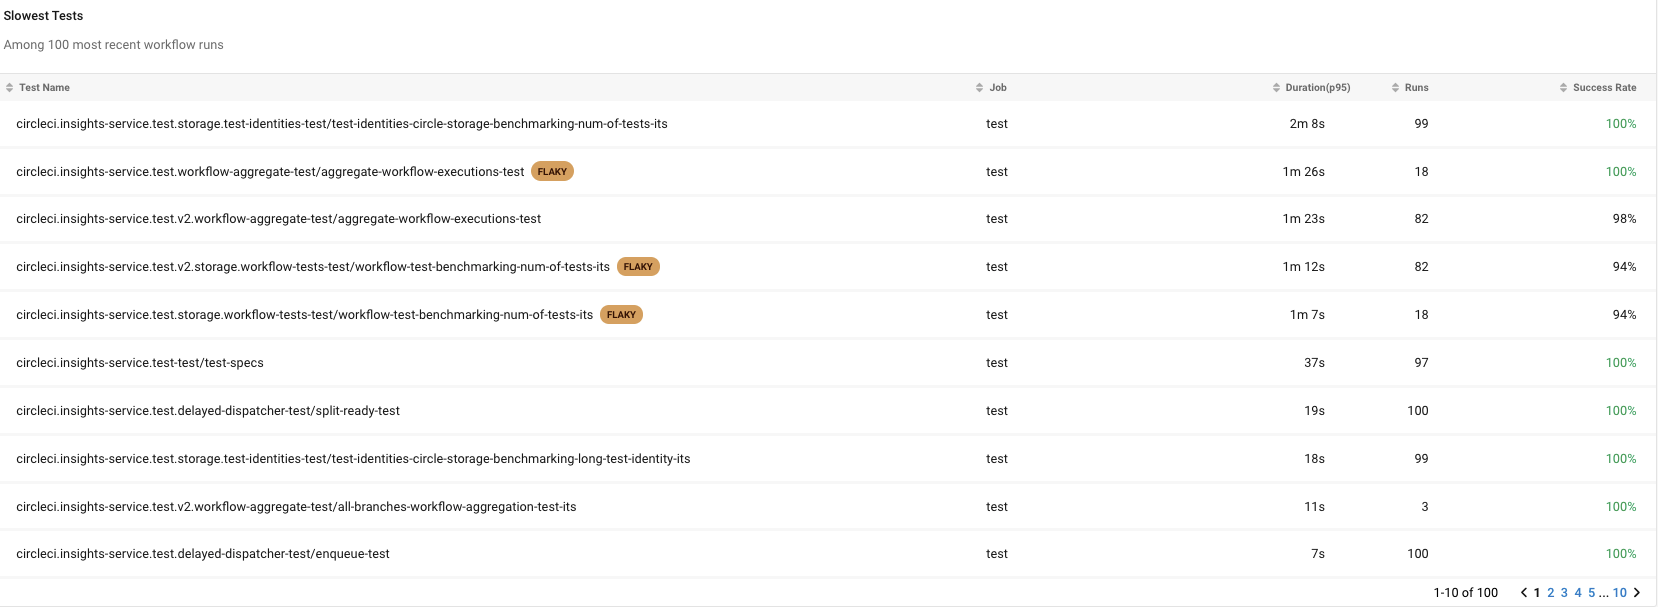 Slowest Tests
Among 100 most recent workflow runs
Test Name Job Duration(p95) Runs Success Rate
circleci.insights-service.test.storage.test-identities-test/test-identities-circle-storage-benchmarking-num-of-tests-its test 2m 8s 99 100%
circleci.insights-service.test.workflow-aggregate-test/aggregate-workflow-executions-test FLAKY test 1m 26s 18 100%
circleci.insights-service.test.v2.workflow-aggregate-test/aggregate-workflow-executions-test test 1m 23s 82 98%
circleci.insights-service.test.v2.storage.workflow-tests-test/workflow-test-benchmarking-num-of-tests-its FLAKY test 1m 12s 82 94%
circleci.insights-service.test.storage.workflow-tests-test/workflow-test-benchmarking-num-of-tests-its FLAKY test 1m 7s 18 94%
circleci.insights-service.test-test/test-specs test 37s 97 100%
circleci.insights-service.test.delayed-dispatcher-test/split-ready-test test 19s 100 100%
circleci.insights-service.test.storage.test-identities-test/test-identities-circle-storage-benchmarking-long-test-identity-its test 18s 99 100%
circleci.insights-service.test.v2.workflow-aggregate-test/all-branches-workflow-aggregation-test-its test 11s 3 100%
circleci.insights-service.test.delayed-dispatcher-test/enqueue-test test 7s 100 100%
1-10 of 100 1 2 3 4 5 ... 10